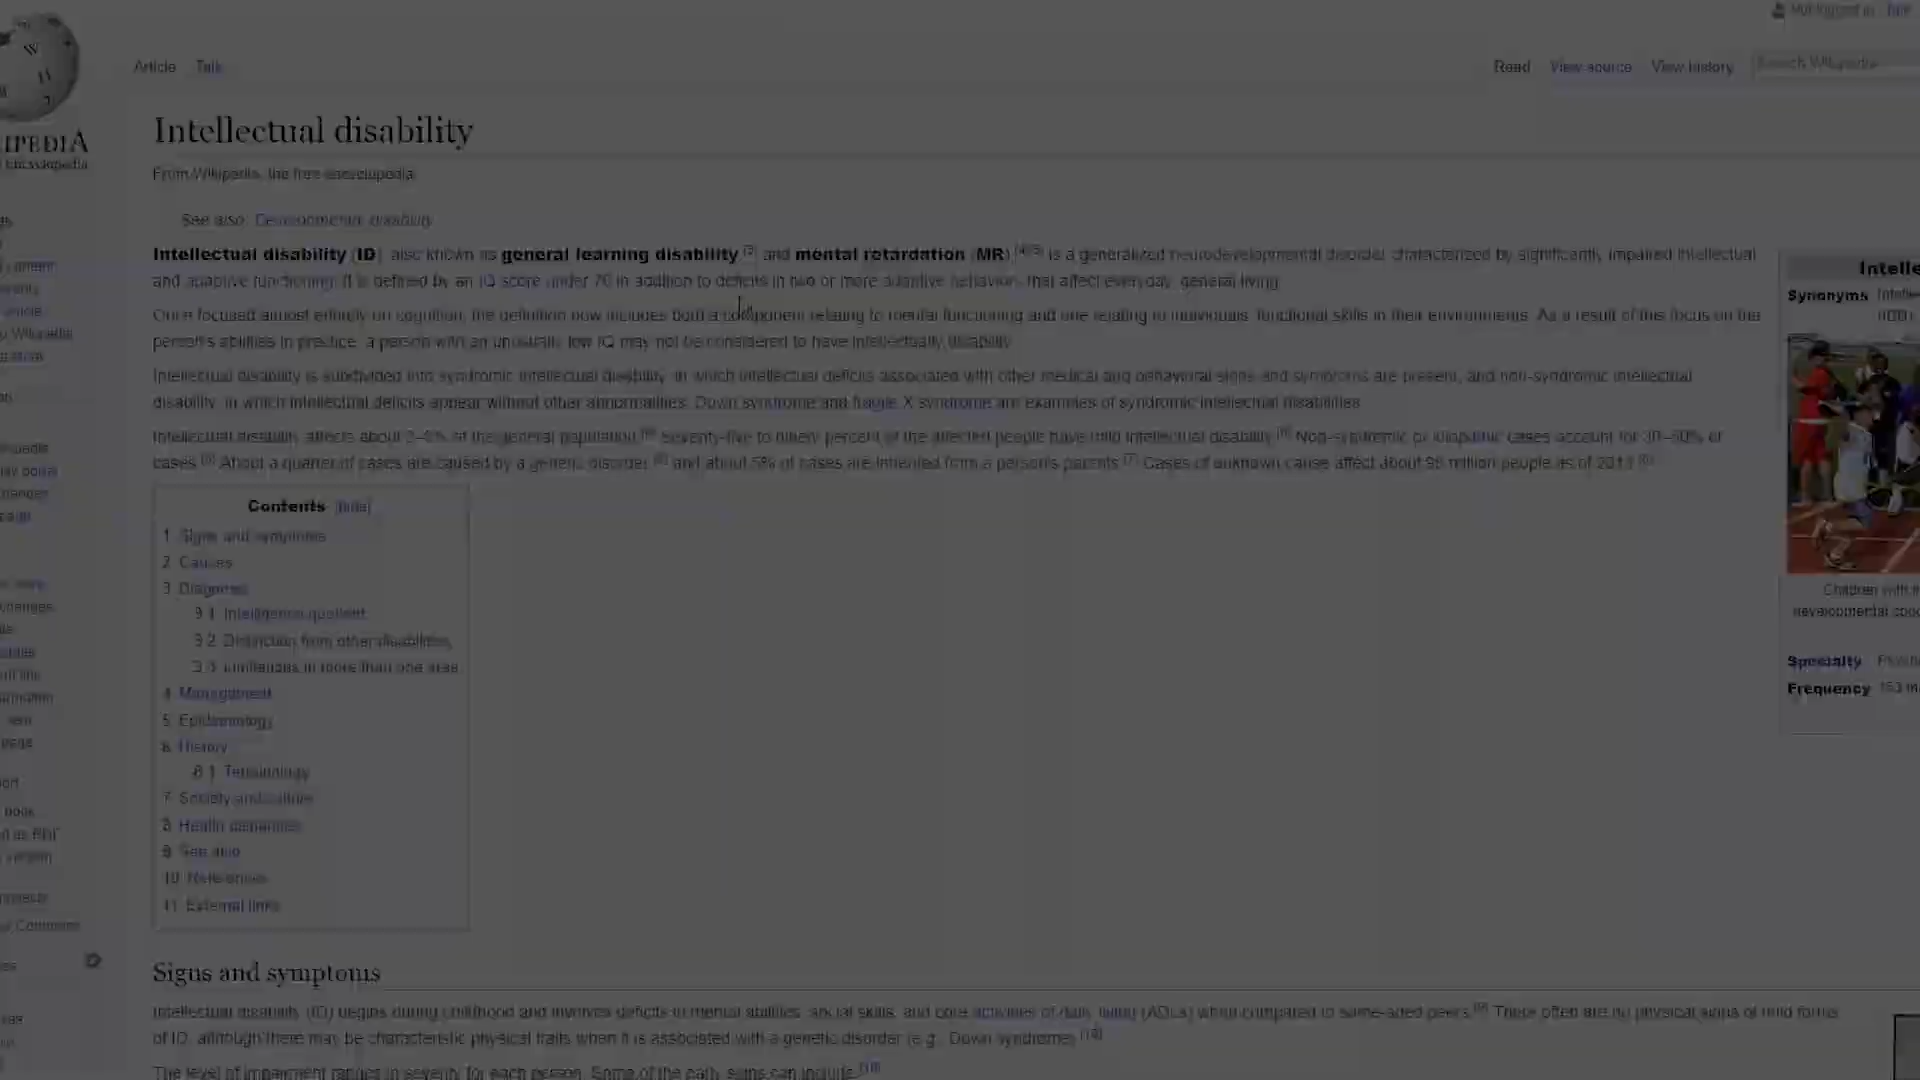 Not logged in
Article Talk
Read View source View history
Search Wikipedia
IPEDIA
Encyclopedia
Intellectual disability
From Wikipedia, the free encyclopedia
See also: Developmental disability
Intellectual disability (ID), also known as general learning disability,[3] and mental retardation (MR),[4][5] is a generalized neurodevelopmental disorder characterized by significantly impaired intellectual
and adaptive functioning. It is defined by an IQ score under 70 in addition to deficits in two or more adaptive behaviors that affect everyday, general living.
Once focused almost entirely on cognition, the definition now includes both a component relating to mental functioning and one relating to individuals' functional skills in their environments. As a result of this focus on the
person's abilities in practice, a person with an unusually low IQ may not be considered to have intellectually disability.
Intellectual disability is subdivided into syndromic intellectual disability, in which intellectual deficits associated with other medical and behavioral signs and symptoms are present, and non-syndromic intellectual
disability, in which intellectual deficits appear without other abnormalities. Down syndrome and fragile X syndrome are examples of syndromic intellectual disabilities.
Intellectual disability affects about 2–3% of the general population. Seventy-five to ninety percent of the affected people have mild intellectual disability. Non-syndromic or idiopathic cases account for 30–50% of
cases. About a quarter of cases are caused by a genetic disorder, and about 5% of cases are inherited from a person's parents.[7] Cases of unknown cause affect about 95 million people as of 2013.
Contents [hide]
1 Signs and symptoms
2 Causes
3 Diagnosis
3.1 Intelligence quotient
3.2 Distinction from other disabilities
3.3 Limitations in more than one area
4 Management
5 Epidemiology
6 History
6.1 Terminology
7 Society and culture
8 Health disparities
9 See also
10 References
11 External links
Intelle
Synonyms Intelle
Children with in
developmental cond
Specialty Psychi
Frequency 153 m
Signs and symptoms
Intellectual disability (ID) begins during childhood and involves deficits in mental abilities, social skills, and core activities of daily living (ADLs) when compared to same-aged peers. There often are no physical signs of mild forms
of ID, although there may be characteristic physical traits when it is associated with a genetic disorder (e.g., Down syndrome).
The level of impairment ranges in severity for each person. Some of the early signs can include: